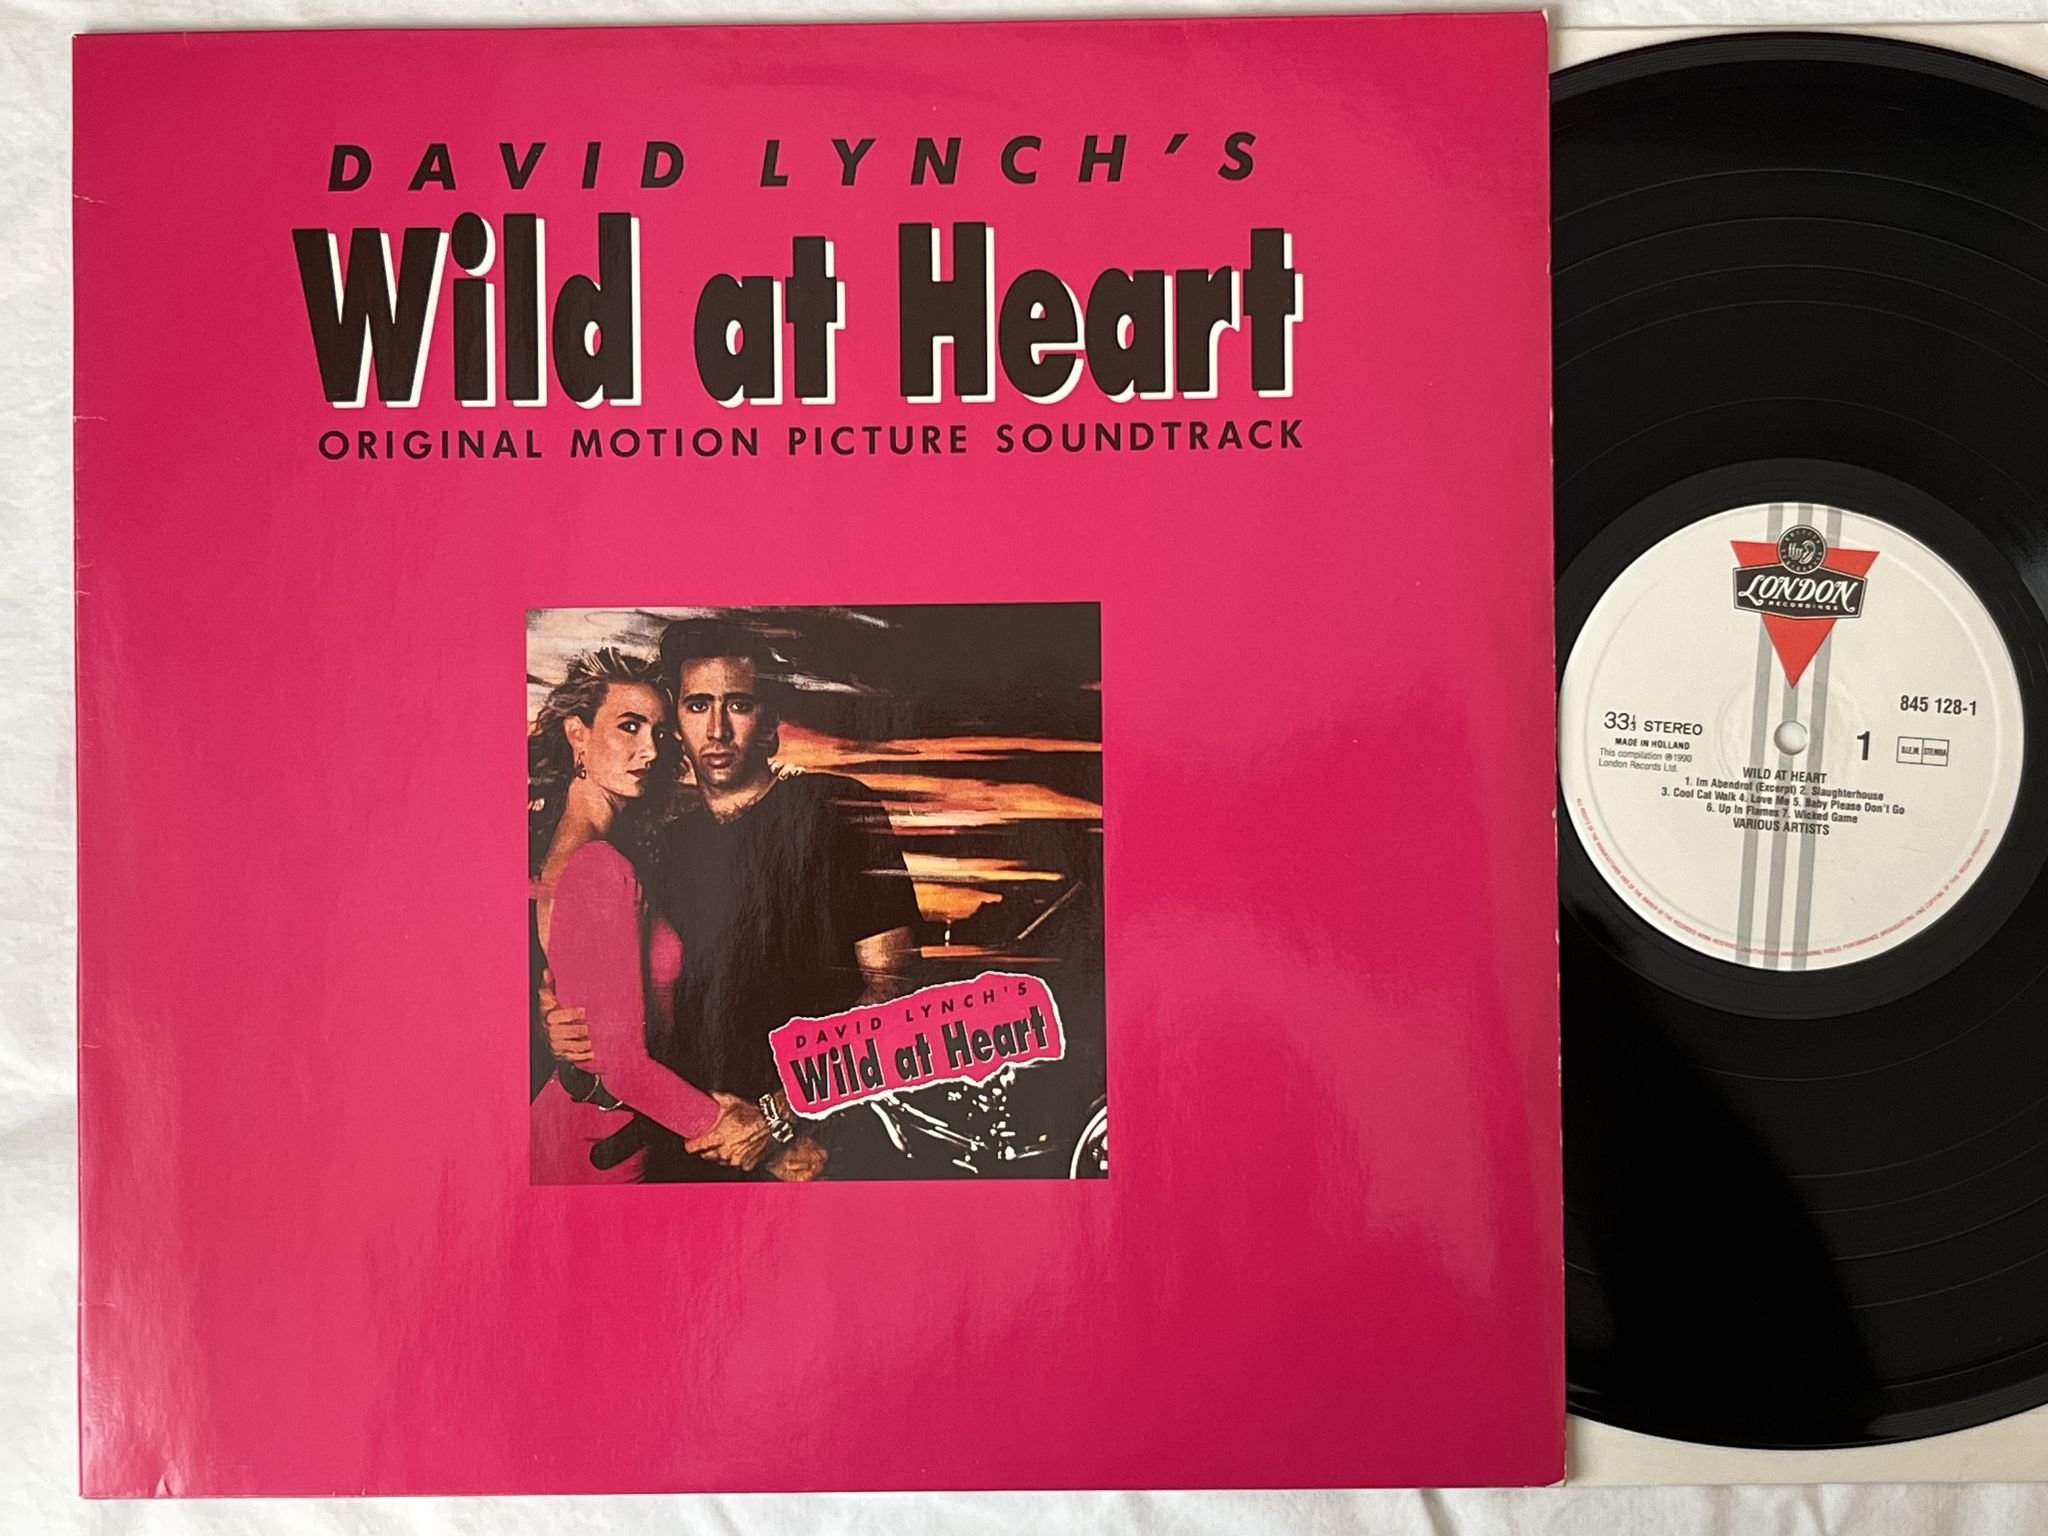 DAVID LYNCH'S
Wild at Heart
ORIGINAL MOTION PICTURE SOUNDTRACK
DAVID LYNCH'S
Wild at Heart
LONDON
RECORDINGS
845 128-1
33⅓ STEREO
MADE IN HOLLAND
This compilation ℗1990
London Records Ltd.
1
STEMRA
WILD AT HEART
1. Im Abendrot (Excerpt) 2. Slaughterhouse
3. Cool Cat Walk 4. Love Me 5. Baby Please Don't Go
6. Up In Flames 7. Wicked Game
VARIOUS ARTISTS